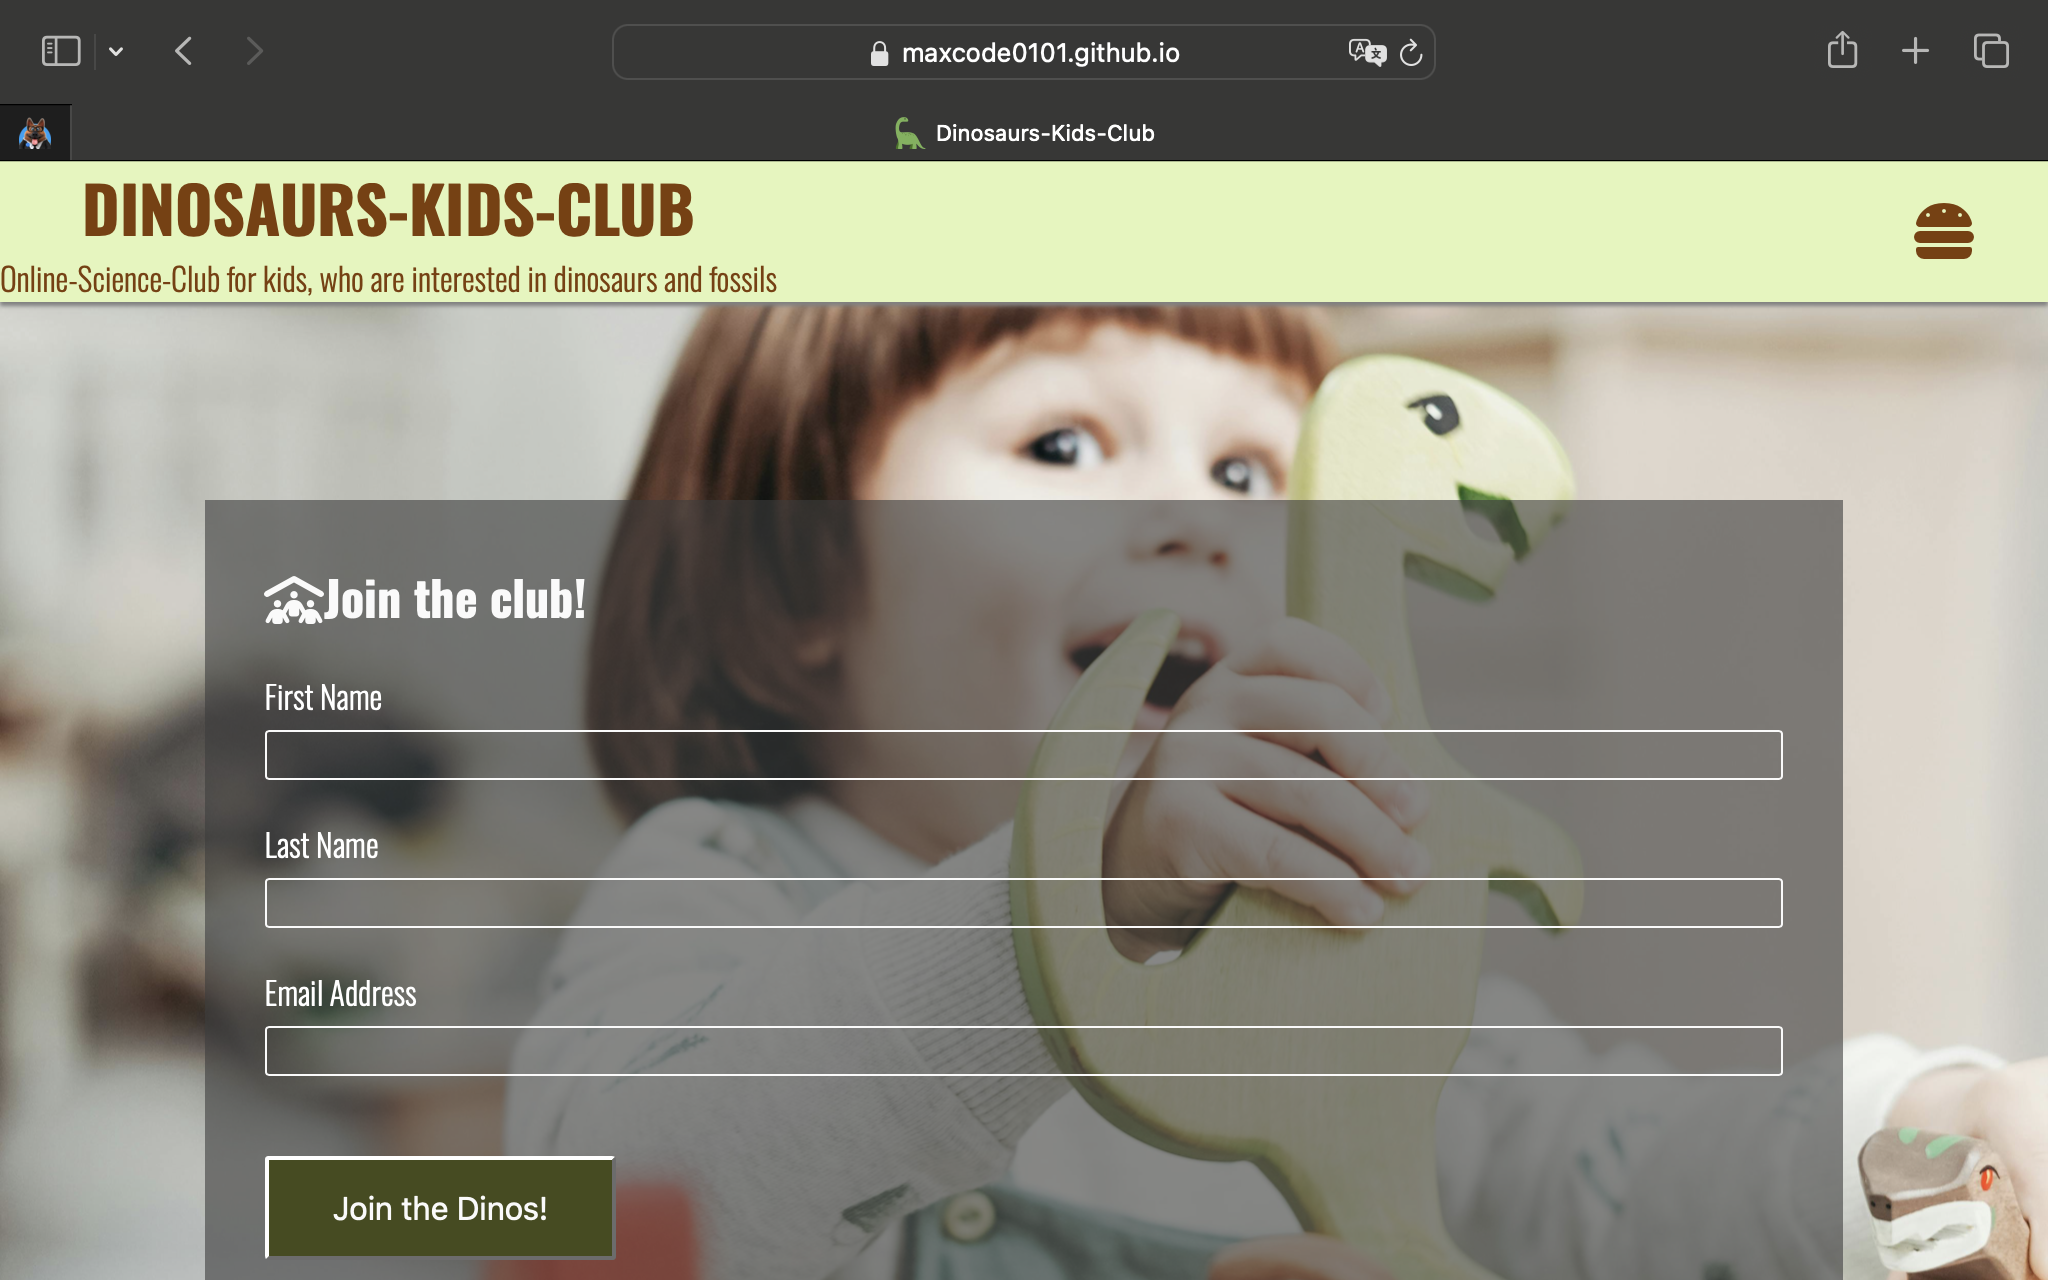 maxcode0101.github.io
Dinosaurs-Kids-Club
DINOSAURS-KIDS-CLUB
Online-Science-Club for kids, who are interested in dinosaurs and fossils
Join the club!
First Name
Last Name
Email Address
Join the Dinos!